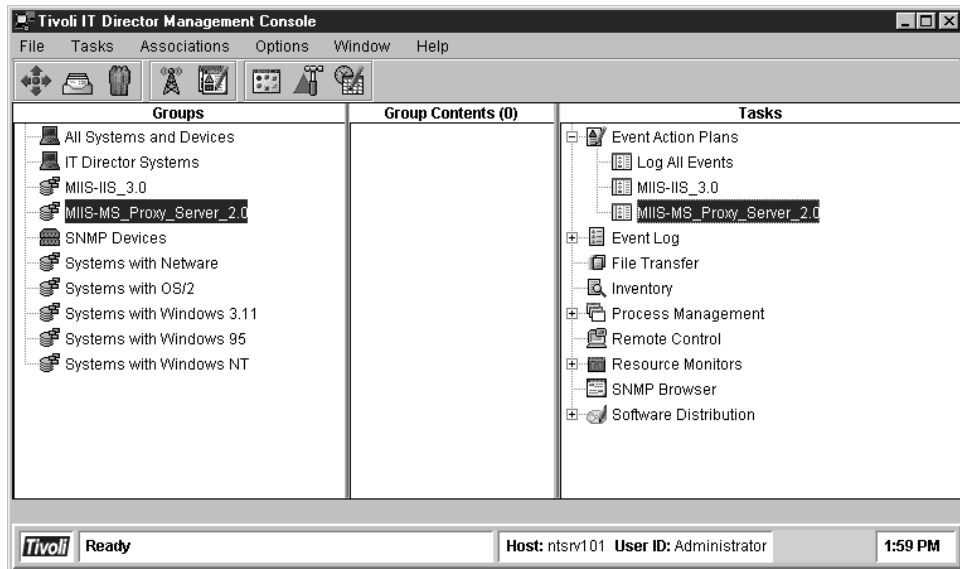 Tivoli IT Director Management Console
File Tasks Associations Options Window Help
Groups
All Systems and Devices
IT Director Systems
MIIS-IIS_3.0
MIIS-MS_Proxy_Server_2.0
SNMP Devices
Systems with Netware
Systems with OS/2
Systems with Windows 3.11
Systems with Windows 95
Systems with Windows NT
Group Contents (0)
Tasks
Event Action Plans
Log All Events
MIIS-IIS_3.0
MIIS-MS_Proxy_Server_2.0
Event Log
File Transfer
Inventory
Process Management
Remote Control
Resource Monitors
SNMP Browser
Software Distribution
Tivoli Ready Host: ntsrv101 User ID: Administrator 1:59 PM